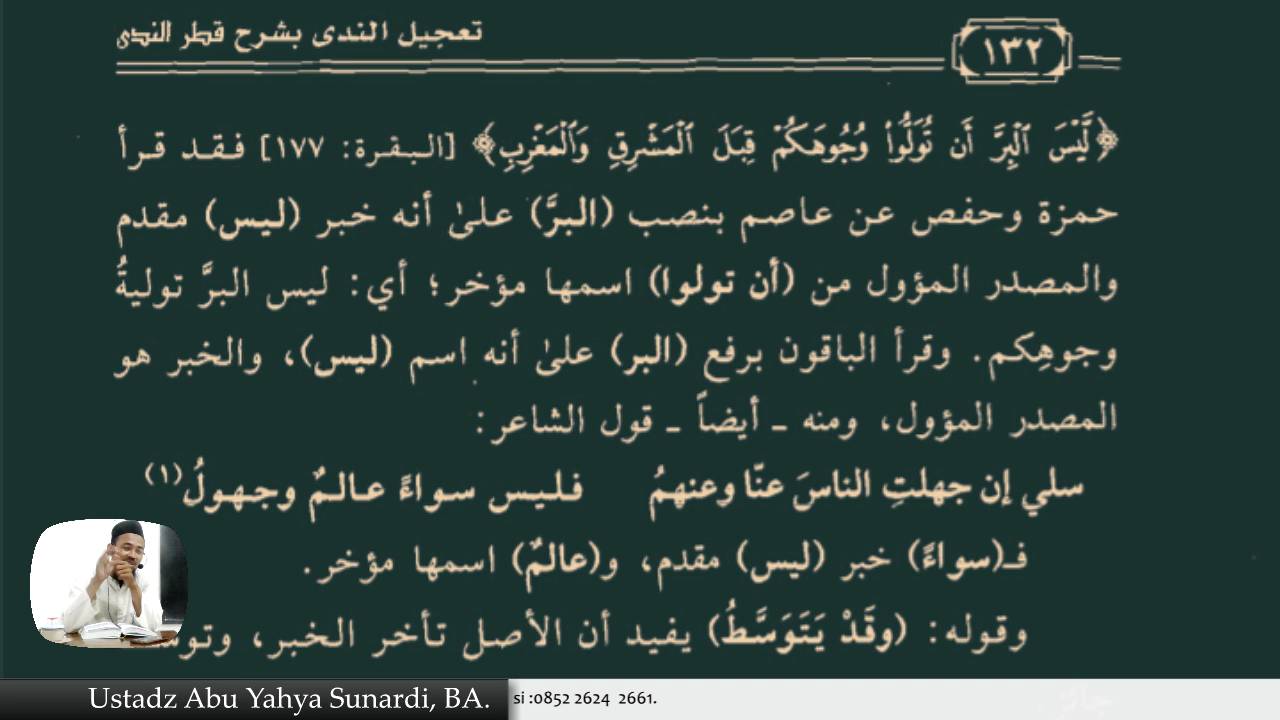 تعجيل الندى بشرح قطر الندى
١٣٢
﴿لَّيْسَ ٱلْبِرَّ أَن تُوَلُّوا۟ وُجُوهَكُمْ قِبَلَ ٱلْمَشْرِقِ وَٱلْمَغْرِبِ﴾ [البقرة: ١٧٧] فقد قرأ
حمزة وحفص عن عاصم بنصب (البرَّ) علىٰ أنه خبر (ليس) مقدم
والمصدر المؤول من (أن تولوا) اسمها مؤخر؛ أي: ليس البرَّ توليةُ
وجوهِكم. وقرأ الباقون برفع (البر) علىٰ أنه اسم (ليس)، والخبر هو
المصدر المؤول، ومنه ـ أيضاً ـ قول الشاعر:
سلي إن جهلتِ الناسَ عنّا وعنهمُ فليس سواءً عالمٌ وجهولُ(١)
فـ(سواءً) خبر (ليس) مقدم، و(عالمٌ) اسمها مؤخر.
وقوله: (وقَدْ يَتَوَسَّطُ) يفيد أن الأصل تأخر الخبر،
جائز.
Ustadz Abu Yahya Sunardi, BA.
si :0852 2624 2661.